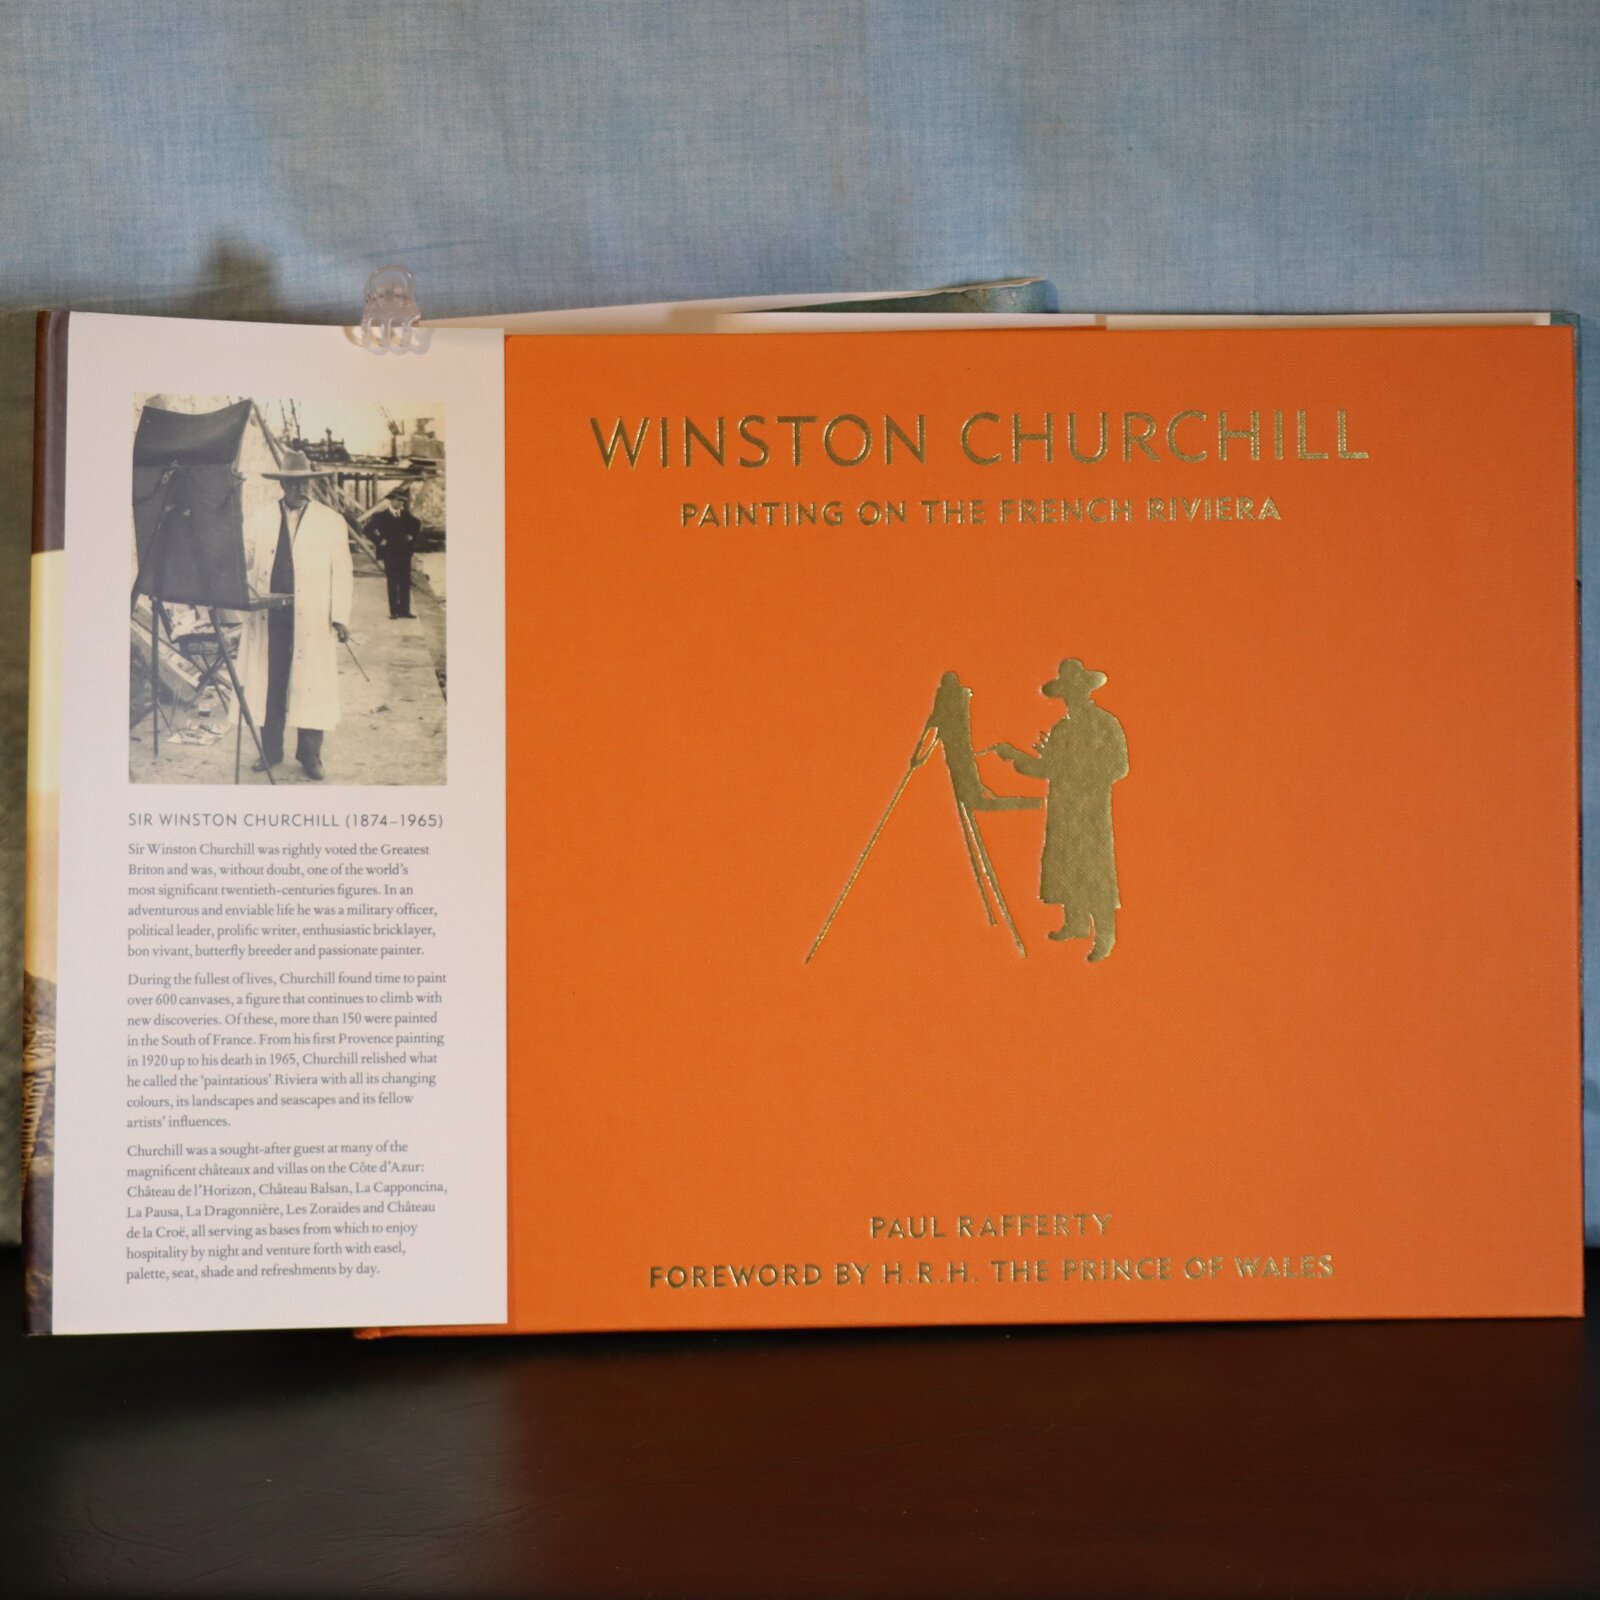 SIR WINSTON CHURCHILL (1874–1965)
Sir Winston Churchill was rightly voted the Greatest
Briton and was, without doubt, one of the world's
most significant twentieth-centuries figures. In an
adventurous and enviable life he was a military officer,
political leader, prolific writer, enthusiastic bricklayer,
bon vivant, butterfly breeder and passionate painter.
During the fullest of lives, Churchill found time to paint
over 600 canvases, a figure that continues to climb with
new discoveries. Of these, more than 150 were painted
in the South of France. From his first Provence painting
in 1920 up to his death in 1965, Churchill relished what
he called the 'paintatious' Riviera with all its changing
colours, its landscapes and seascapes and its fellow
artists' influences.
Churchill was a sought-after guest at many of the
magnificent châteaux and villas on the Côte d'Azur:
Château de l'Horizon, Château Balsan, La Capponcina,
La Pausa, La Dragonnière, Les Zoraides and Château
de la Croë, all serving as bases from which to enjoy
hospitality by night and venture forth with easel,
palette, seat, shade and refreshments by day.
WINSTON CHURCHILL
PAINTING ON THE FRENCH RIVIERA
PAUL RAFFERTY
FOREWORD BY H.R.H. THE PRINCE OF WALES